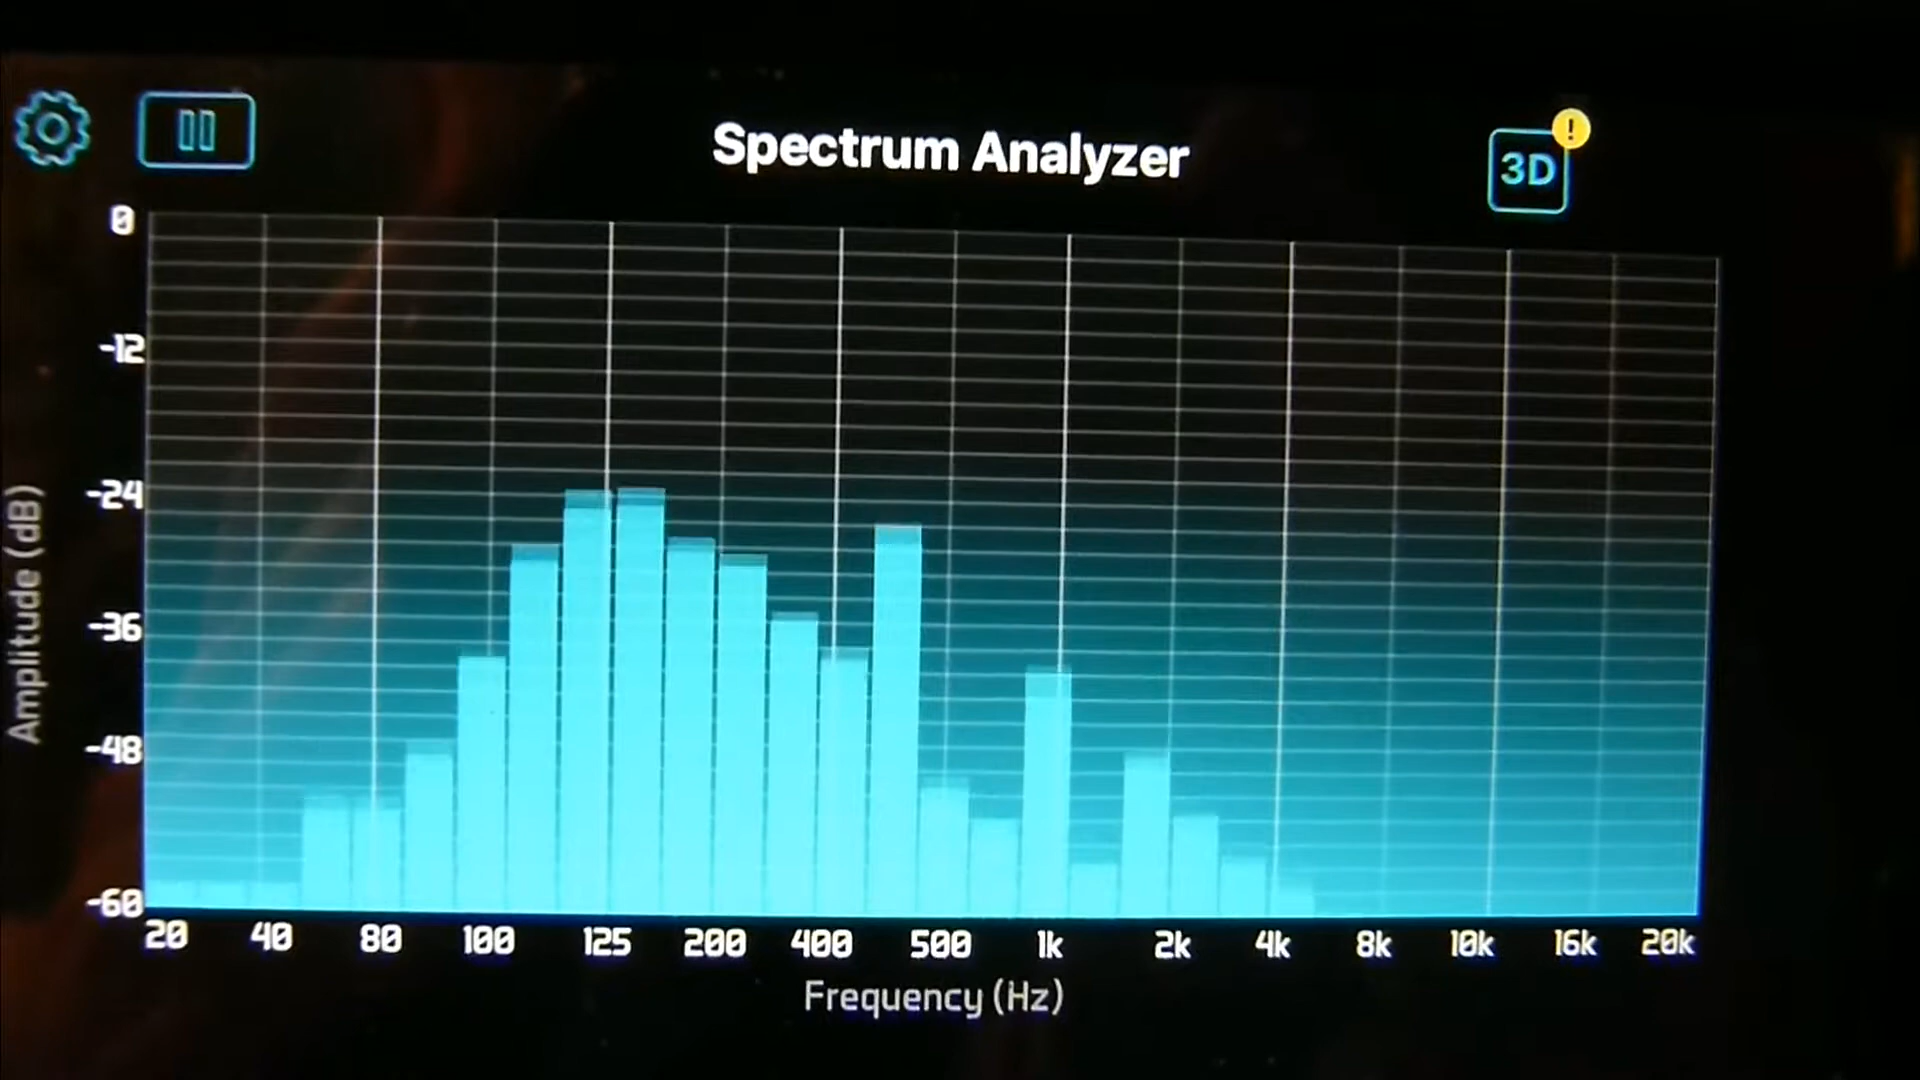 Spectrum Analyzer
3D
!
0
-12
-24
-36
-48
-60
Amplitude (dB)
20 40 80 100 125 200 400 500 1k 2k 4k 8k 10k 16k 20k
Frequency (Hz)